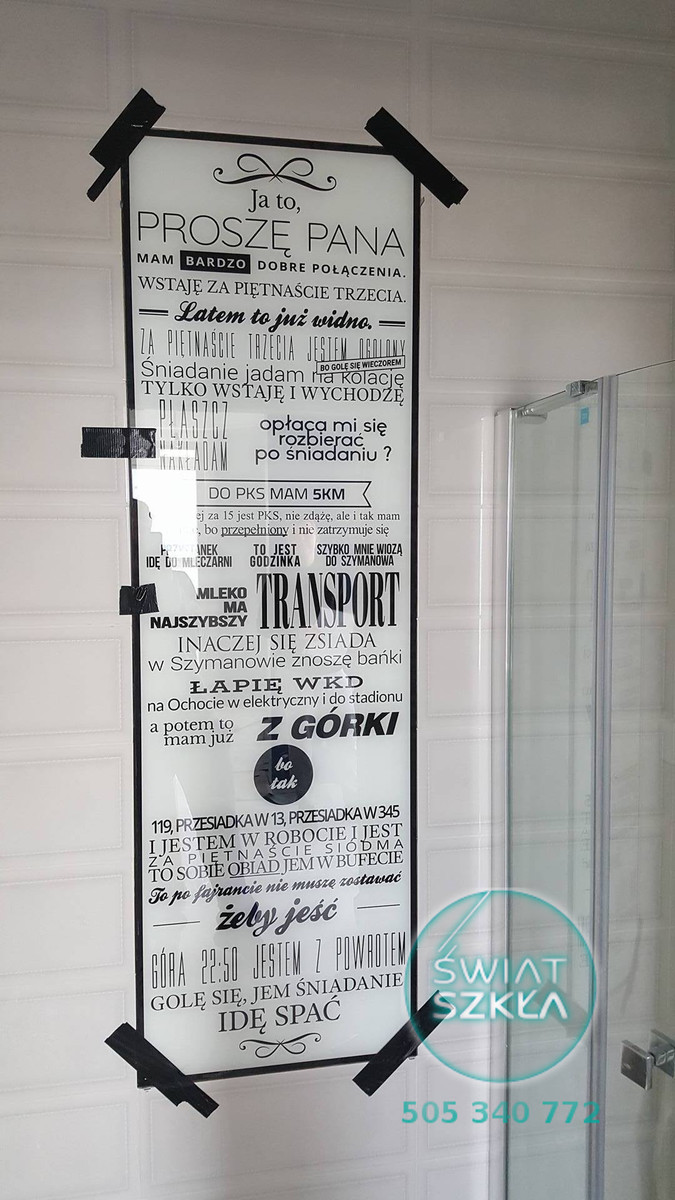 Ja to,
PROSZĘ PANA
MAM BARDZO DOBRE POŁĄCZENIA.
WSTAJĘ ZA PIĘTNAŚCIE TRZECIA.
Latem to już widno.
ZA PIĘTNAŚCIE TRZECIA JESTEM OGOLONY
BO GOLĘ SIĘ WIECZOREM
Śniadanie jadam na kolację
TYLKO WSTAJĘ I WYCHODZĘ
PŁASZCZ
NAKŁADAM
opłaca mi się
rozbierać
po śniadaniu ?
DO PKS MAM 5KM
za 15 jest PKS, nie zdążę, ale i tak mam
bo przepełniony i nie zatrzymuje się
PRZYSTANEK
IDĘ DO MLECZARNI
TO JEST
GODZINKA
SZYBKO MNIE WIOZĄ
DO SZYMANOWA
MLEKO
MA
NAJSZYBSZY
TRANSPORT
INACZEJ SIĘ ZSIADA
w Szymanowie znoszę bańki
ŁAPIĘ WKD
na Ochocie w elektryczny i do stadionu
a potem to
mam już
Z GÓRKI
bo
tak
119, PRZESIADKA W 13, PRZESIADKA W 345
I JESTEM W ROBOCIE I JEST
ZA PIĘTNAŚCIE SIÓDMA
TO SOBIE OBIAD JEM W BUFECIE
To po fajrancie nie muszę zostawać
żeby jeść
GÓRA 22:50 JESTEM Z POWROTEM
GOLĘ SIĘ, JEM ŚNIADANIE
IDĘ SPAĆ
ŚWIAT
SZKŁA
505 340 772